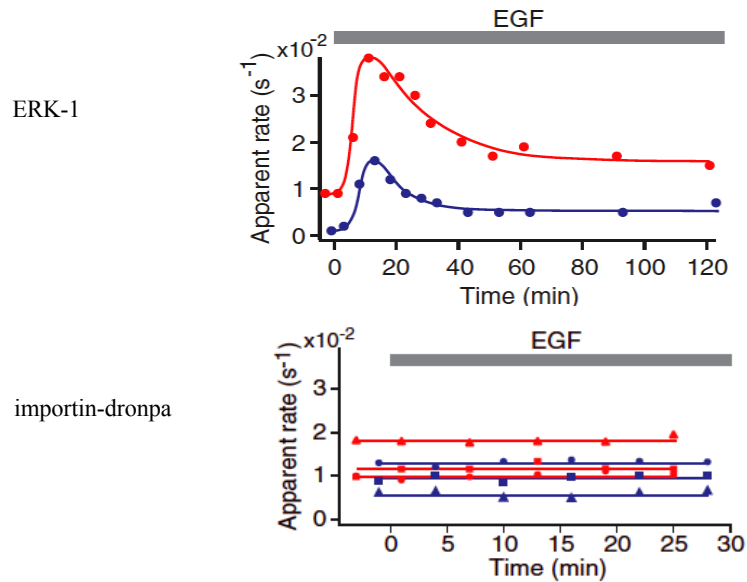 EGF
x10-2
ERK-1
Apparent rate (s-1)
3
2
1
0
0 20 40 60 80 100 120
Time (min)
EGF
x10-2
importin-dronpa
Apparent rate (s-1)
3
2
1
0
0 5 10 15 20 25 30
Time (min)